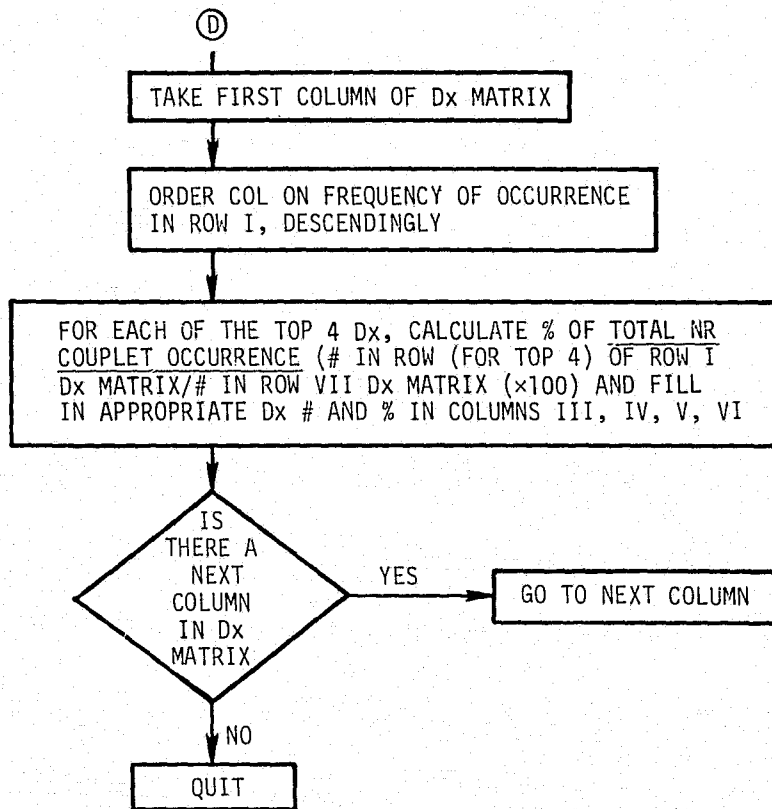 D
TAKE FIRST COLUMN OF Dx MATRIX
ORDER COL ON FREQUENCY OF OCCURRENCE
IN ROW I, DESCENDINGLY
FOR EACH OF THE TOP 4 Dx, CALCULATE % OF TOTAL NR
COUPLET OCCURRENCE (# IN ROW (FOR TOP 4) OF ROW I
Dx MATRIX/# IN ROW VII Dx MATRIX (×100) AND FILL
IN APPROPRIATE Dx # AND % IN COLUMNS III, IV, V, VI
IS
THERE A
NEXT
COLUMN
IN Dx
MATRIX
YES
GO TO NEXT COLUMN
NO
QUIT